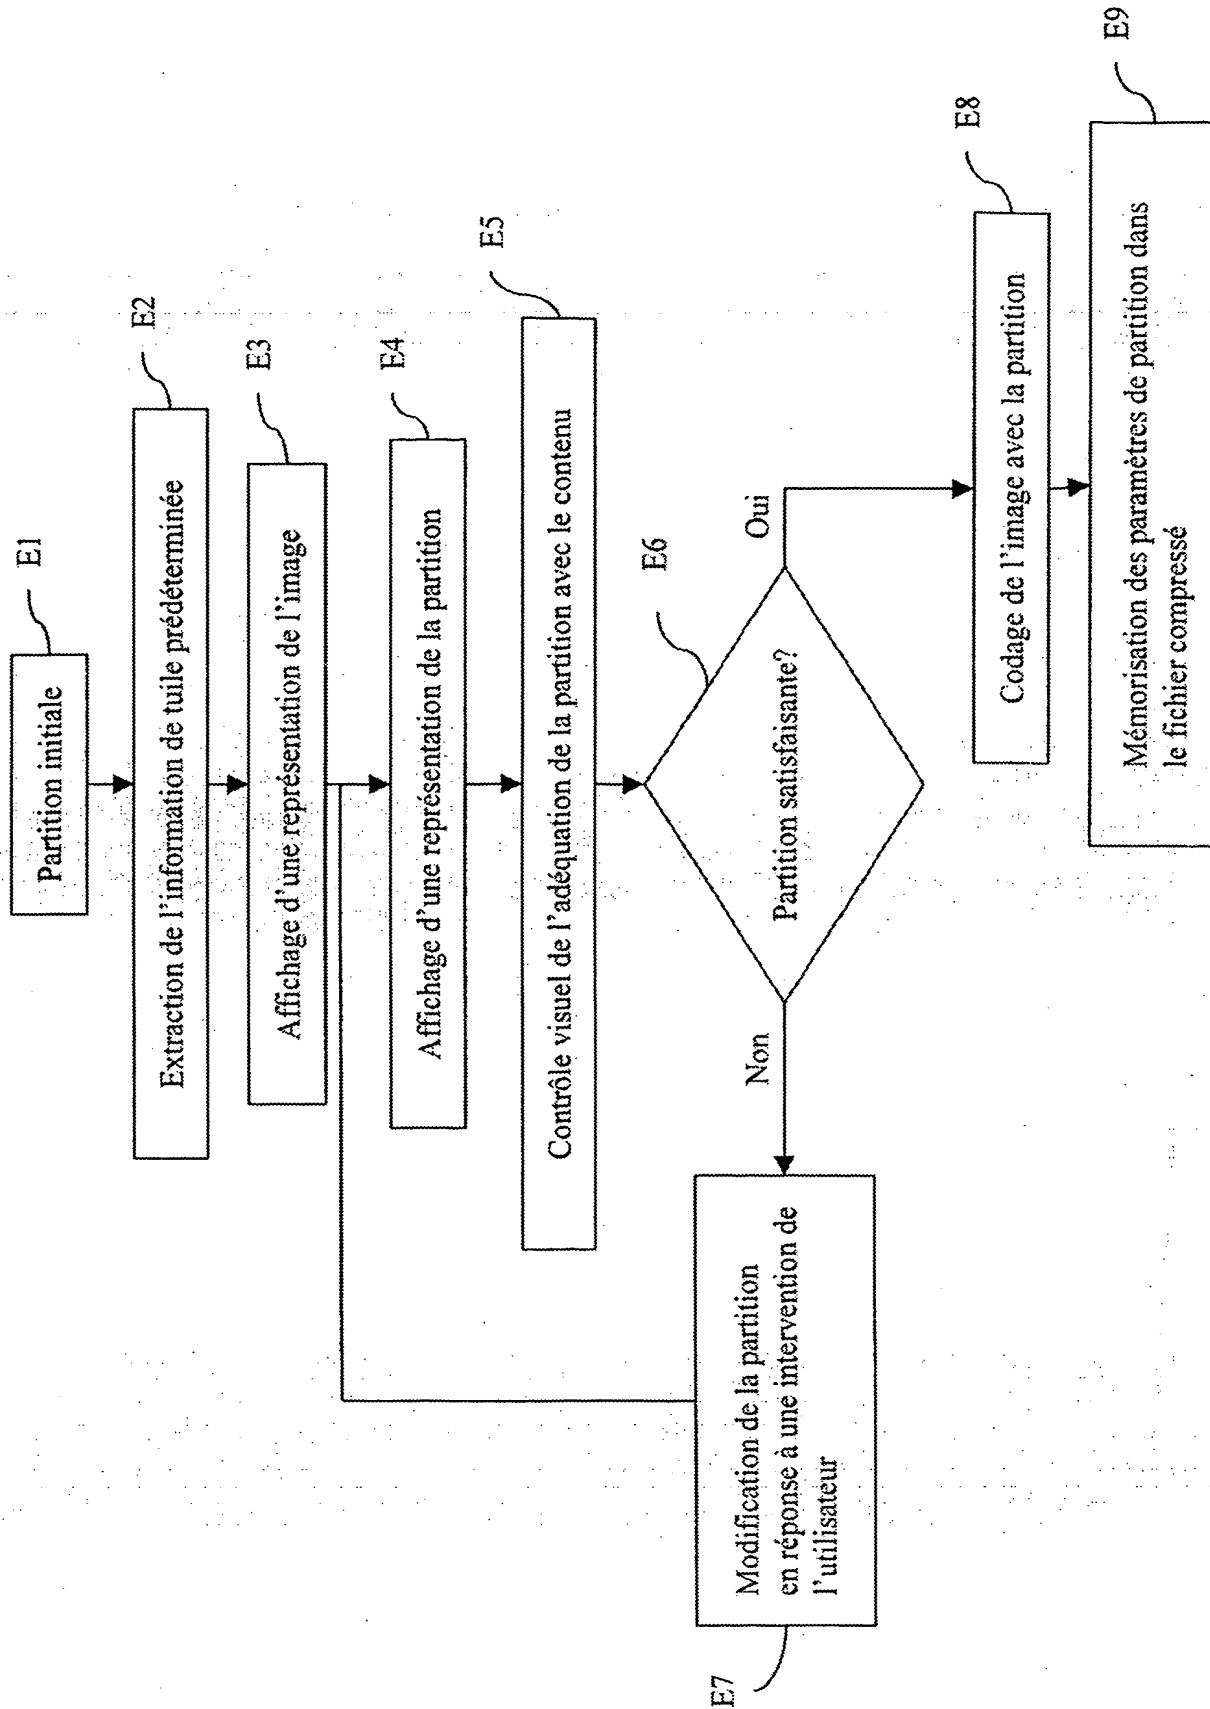 Partition initiale
E1
Extraction de l'information de tuile prédéterminée
E2
Affichage d'une représentation de l'image
E3
Affichage d'une représentation de la partition
E4
Contrôle visuel de l'adéquation de la partition avec le contenu
E5
Partition satisfaisante?
E6
Non
Oui
Modification de la partition
en réponse à une intervention de
l'utilisateur
E7
Codage de l'image avec la partition
E8
Mémorisation des paramètres de partition dans
le fichier compressé
E9